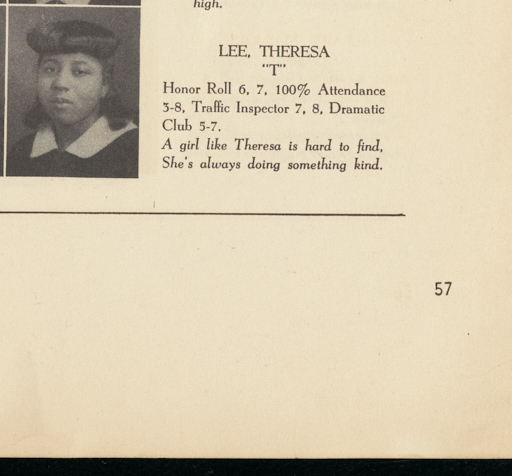 high.
LEE, THERESA
"T"
Honor Roll 6, 7, 100% Attendance
3-8, Traffic Inspector 7, 8, Dramatic
Club 5-7.
A girl like Theresa is hard to find,
She's always doing something kind.
57